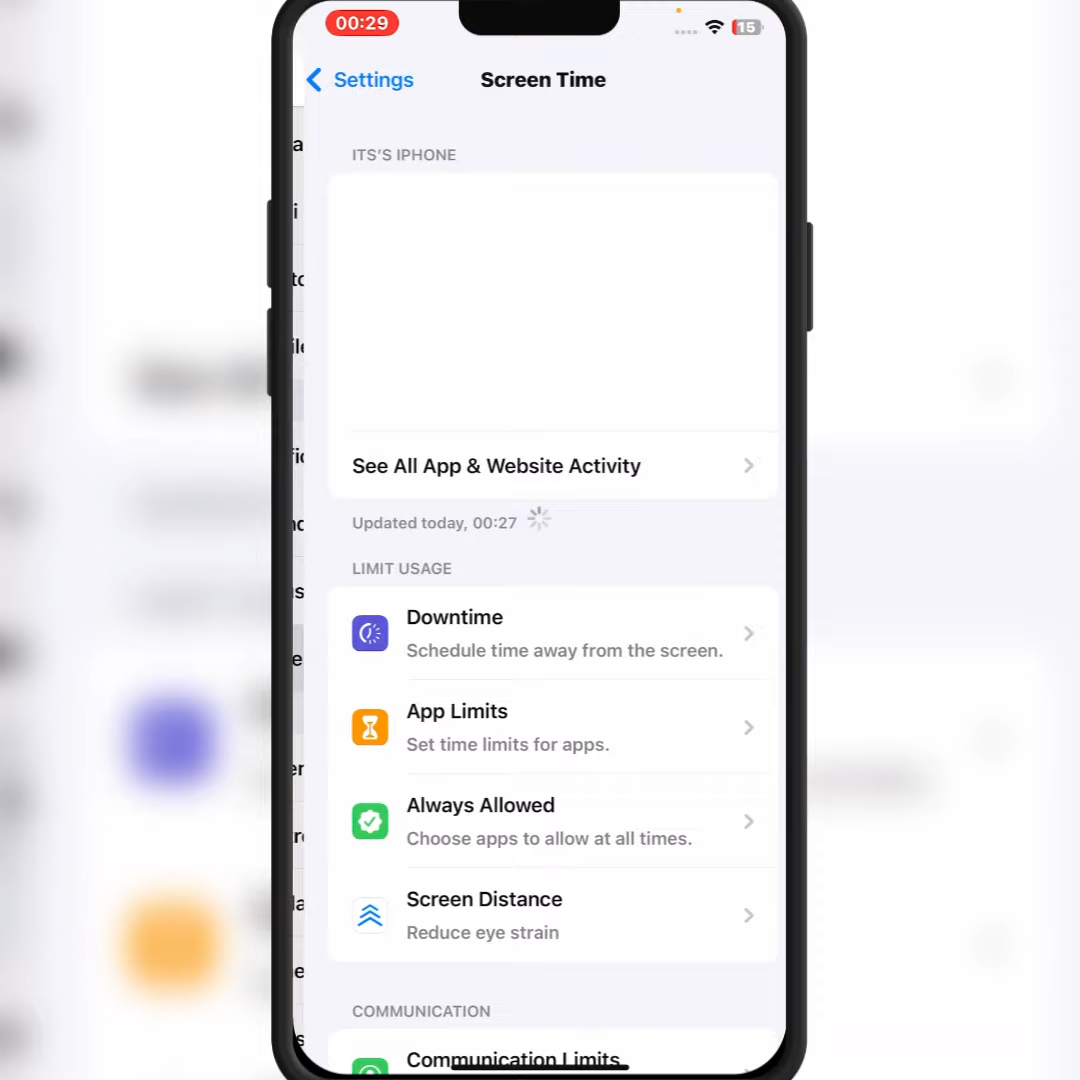 00:29
15
Settings
Screen Time
ITS'S IPHONE
See All App & Website Activity
Updated today, 00:27
LIMIT USAGE
Downtime
Schedule time away from the screen.
App Limits
Set time limits for apps.
Always Allowed
Choose apps to allow at all times.
Screen Distance
Reduce eye strain
COMMUNICATION
Communication Limits